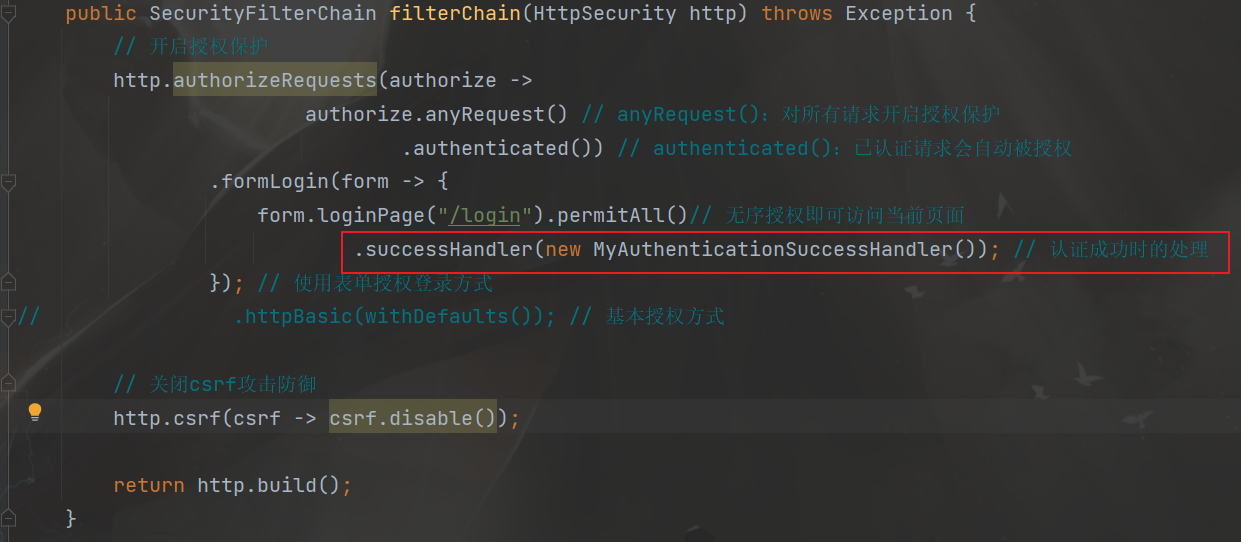 public SecurityFilterChain filterChain(HttpSecurity http) throws Exception {
// 开启授权保护
http.authorizeRequests(authorize ->
authorize.anyRequest() // anyRequest()：对所有请求开启授权保护
.authenticated()) // authenticated()：已认证请求会自动被授权
.formLogin(form -> {
form.loginPage("/login").permitAll()// 无序授权即可访问当前页面
.successHandler(new MyAuthenticationSuccessHandler()); // 认证成功时的处理
}); // 使用表单授权登录方式
// .httpBasic(withDefaults()); // 基本授权方式
// 关闭csrf攻击防御
http.csrf(csrf -> csrf.disable());
return http.build();
}